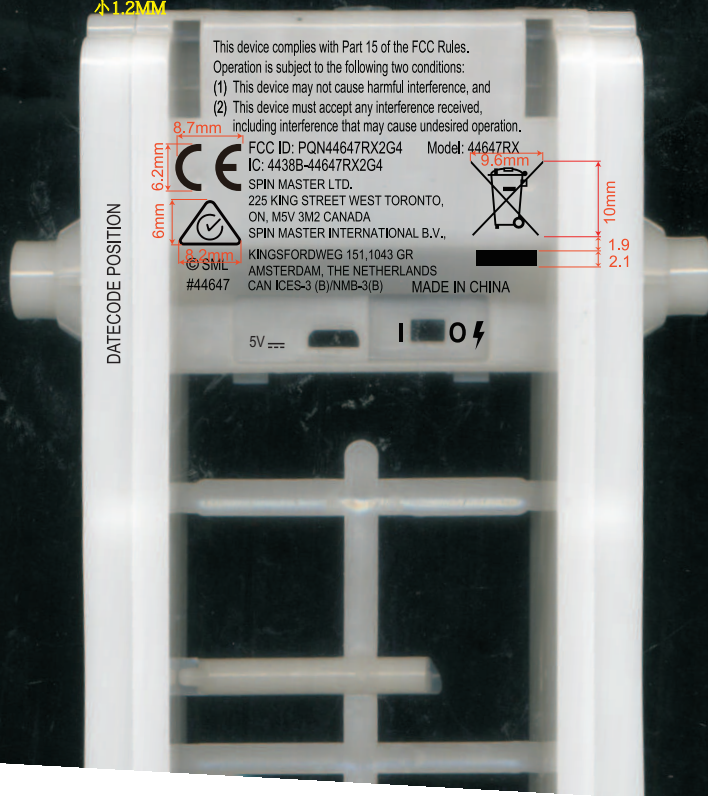 小1.2MM
This device complies with Part 15 of the FCC Rules.
Operation is subject to the following two conditions:
(1) This device may not cause harmful interference, and
(2) This device must accept any interference received,
including interference that may cause undesired operation.
8.7mm
FCC ID: PQN44647RX2G4 Model: 44647RX
IC: 4438B-44647RX2G4
9.6mm
6.2mm
CE
SPIN MASTER LTD.
225 KING STREET WEST TORONTO,
ON, M5V 3M2 CANADA
SPIN MASTER INTERNATIONAL B.V.,
10mm
6mm
8.2mm
KINGSFORDWEG 151,1043 GR
AMSTERDAM, THE NETHERLANDS
1.9
2.1
© SML
#44647
CAN ICES-3 (B)/NMB-3(B) MADE IN CHINA
DATECODE POSITION
5V
I O